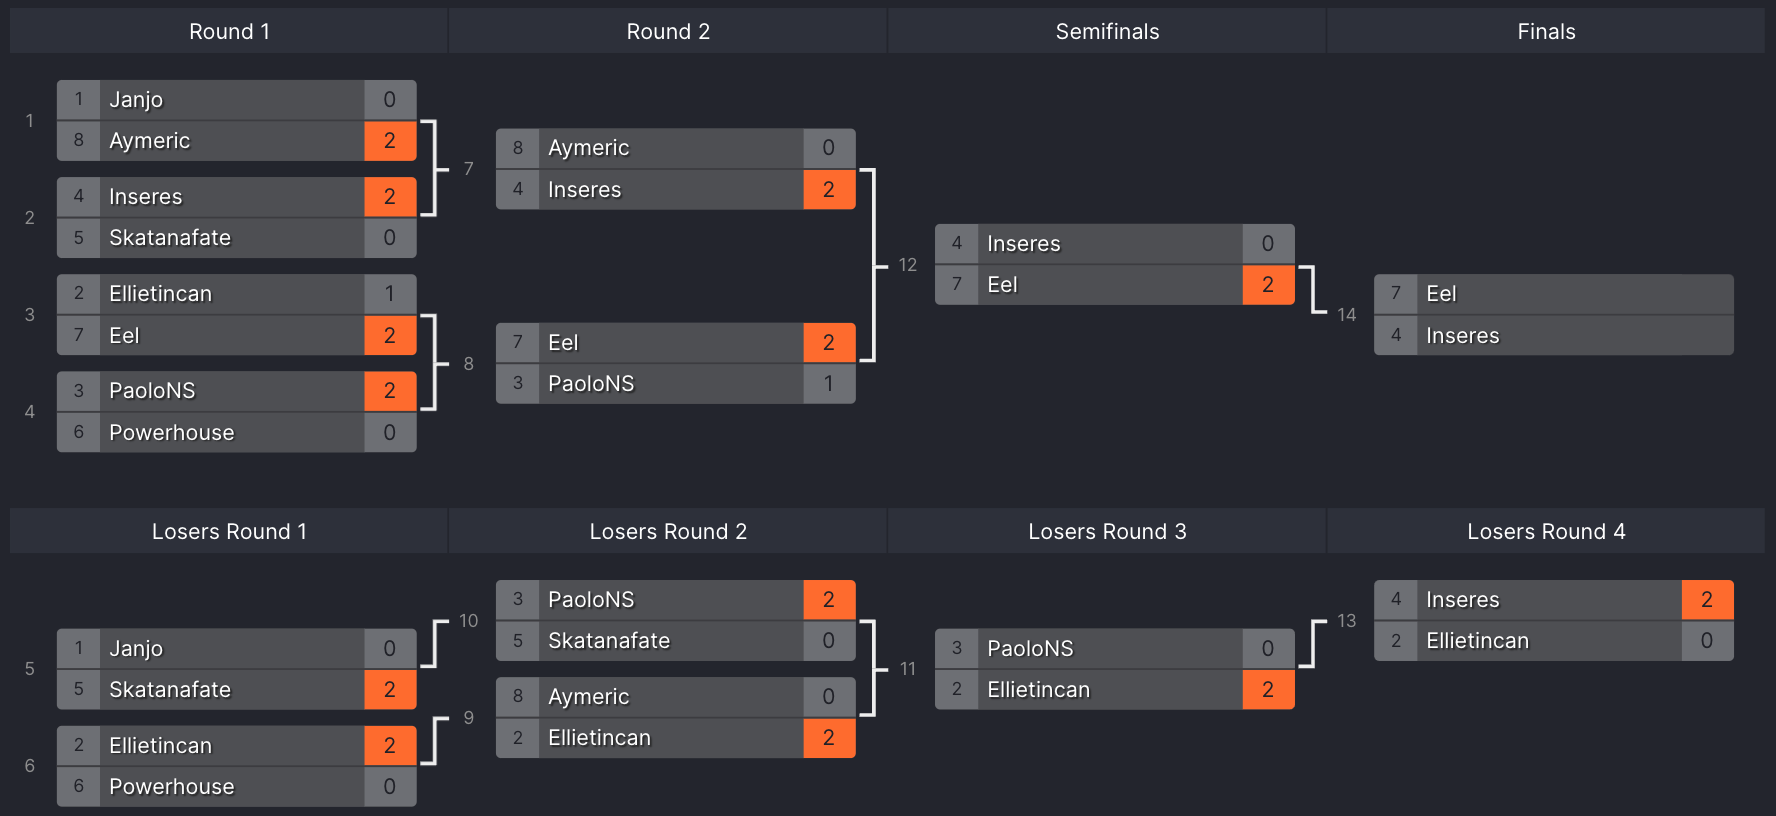 Round 1 Round 2 Semifinals Finals
1
1 Janjo 0
8 Aymeric 2
2
4 Inseres 2
5 Skatanafate 0
3
2 Ellietincan 1
7 Eel 2
4
3 PaoloNS 2
6 Powerhouse 0
7
8 Aymeric 0
4 Inseres 2
8
7 Eel 2
3 PaoloNS 1
12
4 Inseres 0
7 Eel 2
14
7 Eel
4 Inseres
Losers Round 1 Losers Round 2 Losers Round 3 Losers Round 4
5
1 Janjo 0
5 Skatanafate 2
6
2 Ellietincan 2
6 Powerhouse 0
10
3 PaoloNS 2
5 Skatanafate 0
9
8 Aymeric 0
2 Ellietincan 2
11
3 PaoloNS 0
2 Ellietincan 2
13
4 Inseres 2
2 Ellietincan 0